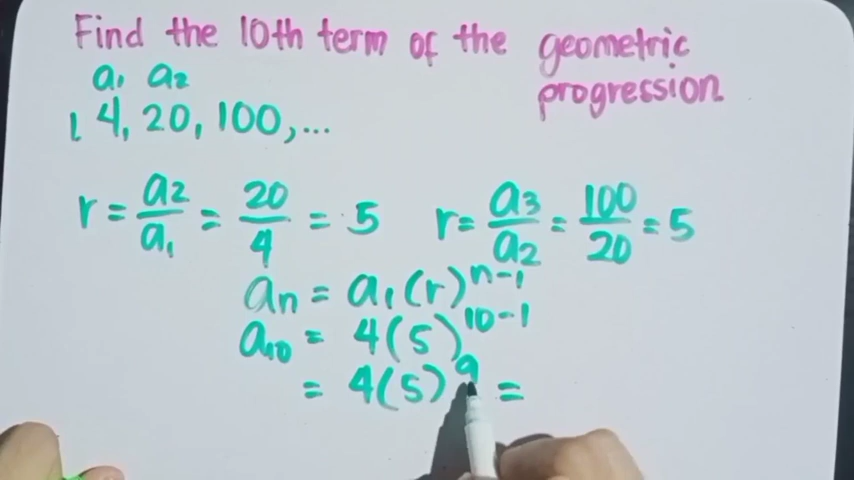 Find the 10th term of the geometric
progression
a₁ a₂
1 4, 20, 100, ...
r = a₂/a₁ = 20/4 = 5 r = a₃/a₂ = 100/20 = 5
aₙ = a₁(r)ⁿ⁻¹
a₁₀ = 4(5)¹⁰⁻¹
= 4(5)⁹ =